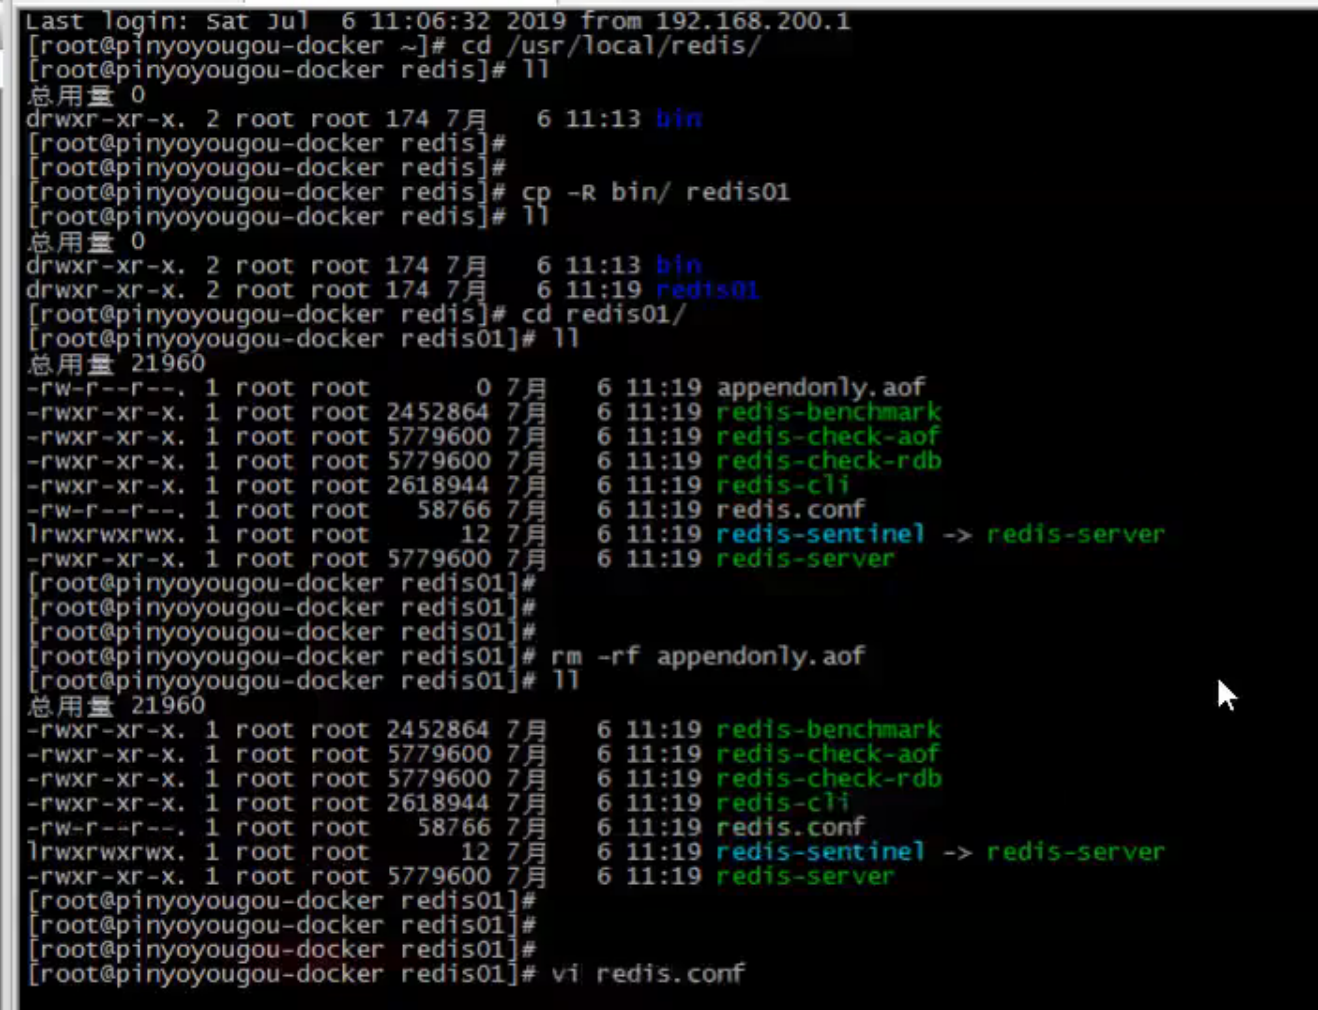 Last login: Sat Jul  6 11:06:32 2019 from 192.168.200.1
[root@pinyoyougou-docker ~]# cd /usr/local/redis/
[root@pinyoyougou-docker redis]# ll
总用量 0
drwxr-xr-x. 2 root root 174 7月   6 11:13 bin
[root@pinyoyougou-docker redis]#
[root@pinyoyougou-docker redis]#
[root@pinyoyougou-docker redis]# cp -R bin/ redis01
[root@pinyoyougou-docker redis]# ll
总用量 0
drwxr-xr-x. 2 root root 174 7月   6 11:13 bin
drwxr-xr-x. 2 root root 174 7月   6 11:19 redis01
[root@pinyoyougou-docker redis]# cd redis01/
[root@pinyoyougou-docker redis01]# ll
总用量 21960
-rw-r--r--. 1 root root       0 7月   6 11:19 appendonly.aof
-rwxr-xr-x. 1 root root 2452864 7月   6 11:19 redis-benchmark
-rwxr-xr-x. 1 root root 5779600 7月   6 11:19 redis-check-aof
-rwxr-xr-x. 1 root root 5779600 7月   6 11:19 redis-check-rdb
-rwxr-xr-x. 1 root root 2618944 7月   6 11:19 redis-cli
-rw-r--r--. 1 root root   58766 7月   6 11:19 redis.conf
lrwxrwxrwx. 1 root root      12 7月   6 11:19 redis-sentinel -> redis-server
-rwxr-xr-x. 1 root root 5779600 7月   6 11:19 redis-server
[root@pinyoyougou-docker redis01]#
[root@pinyoyougou-docker redis01]#
[root@pinyoyougou-docker redis01]#
[root@pinyoyougou-docker redis01]# rm -rf appendonly.aof
[root@pinyoyougou-docker redis01]# ll
总用量 21960
-rwxr-xr-x. 1 root root 2452864 7月   6 11:19 redis-benchmark
-rwxr-xr-x. 1 root root 5779600 7月   6 11:19 redis-check-aof
-rwxr-xr-x. 1 root root 5779600 7月   6 11:19 redis-check-rdb
-rwxr-xr-x. 1 root root 2618944 7月   6 11:19 redis-cli
-rw-r--r--. 1 root root   58766 7月   6 11:19 redis.conf
lrwxrwxrwx. 1 root root      12 7月   6 11:19 redis-sentinel -> redis-server
-rwxr-xr-x. 1 root root 5779600 7月   6 11:19 redis-server
[root@pinyoyougou-docker redis01]#
[root@pinyoyougou-docker redis01]#
[root@pinyoyougou-docker redis01]#
[root@pinyoyougou-docker redis01]# vi redis.conf